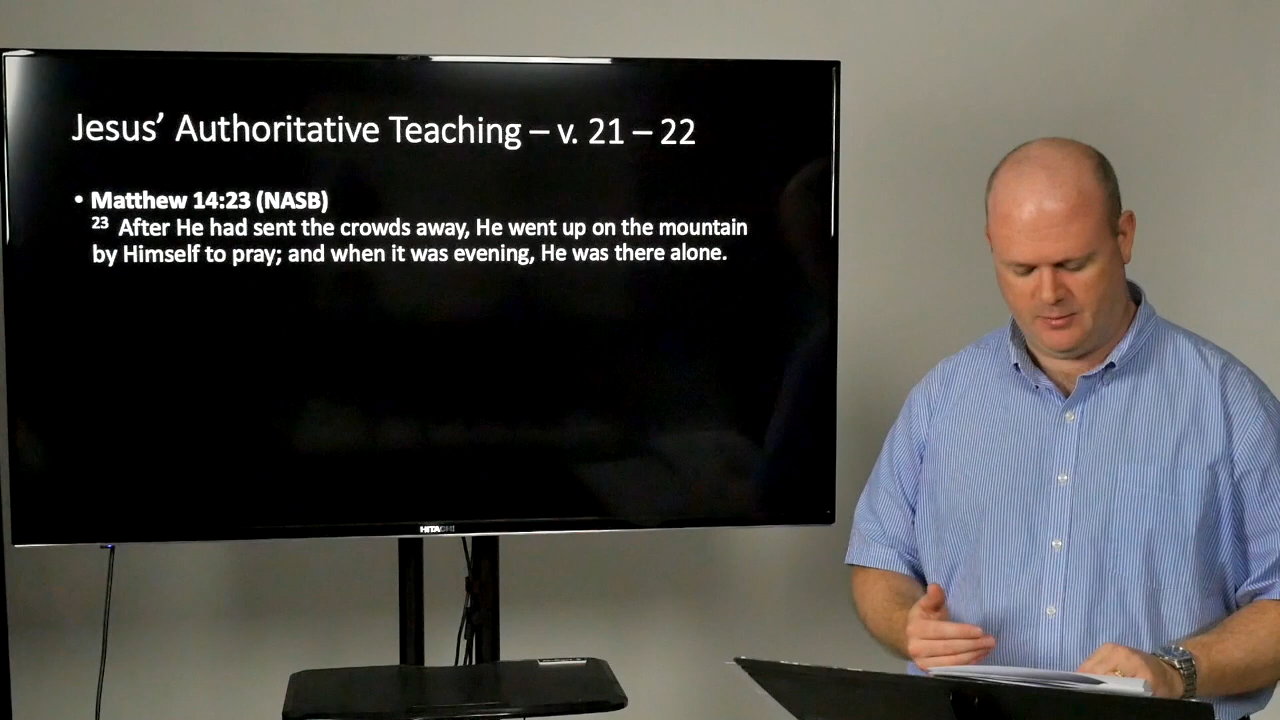 Jesus’ Authoritative Teaching – v. 21 – 22
• Matthew 14:23 (NASB)
23 After He had sent the crowds away, He went up on the mountain
by Himself to pray; and when it was evening, He was there alone.
HITACHI